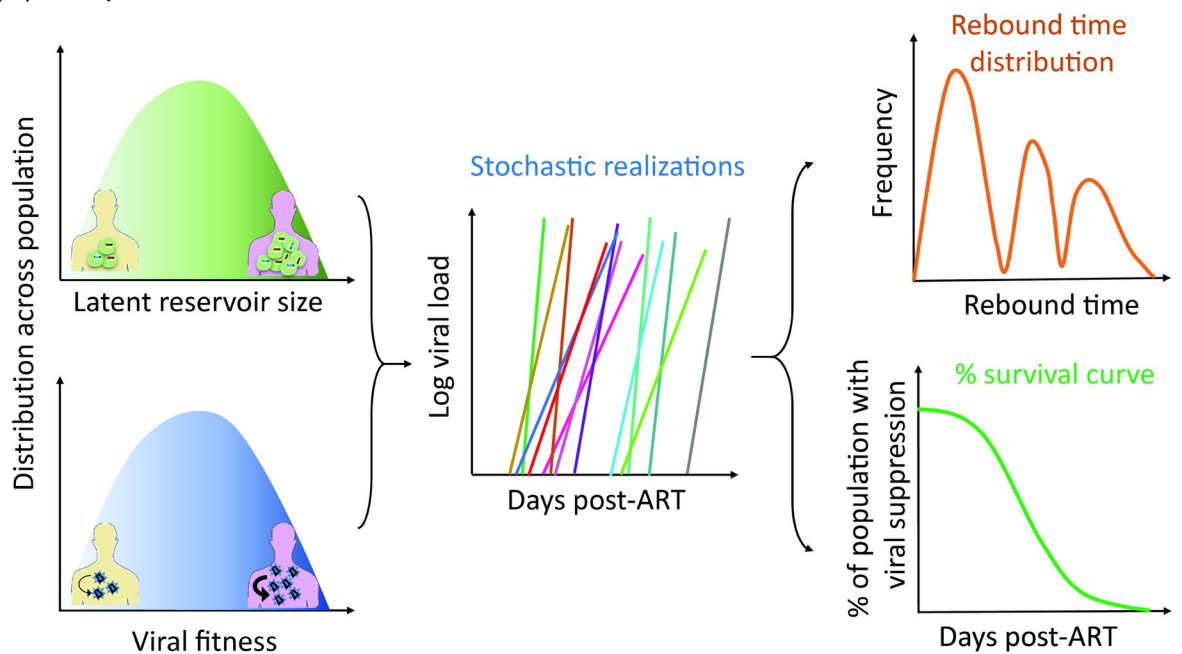 Distribution across population
Latent reservoir size
Viral fitness
Stochastic realizations
Log viral load
Days post-ART
Rebound time
distribution
Frequency
Rebound time
% survival curve
% of population with
viral suppression
Days post-ART